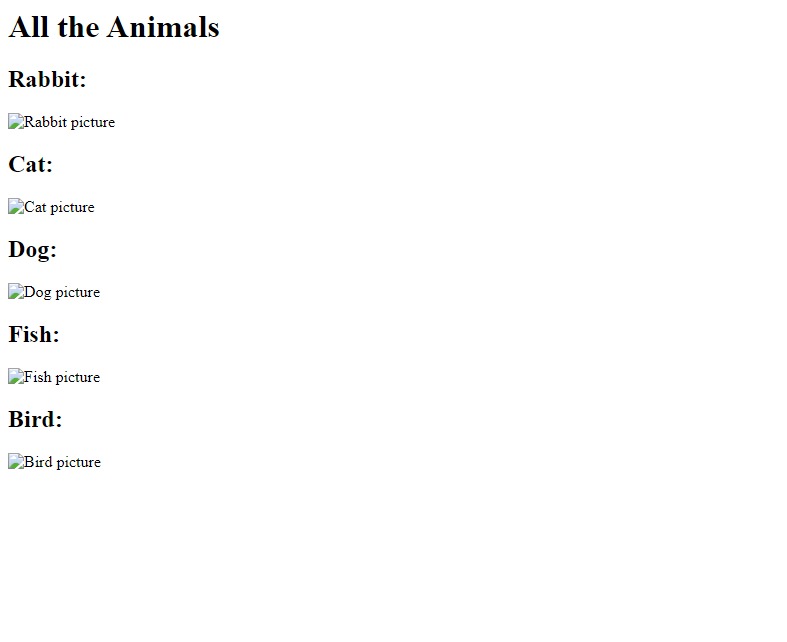 All the Animals
Rabbit:
Rabbit picture
Cat:
Cat picture
Dog:
Dog picture
Fish:
Fish picture
Bird:
Bird picture